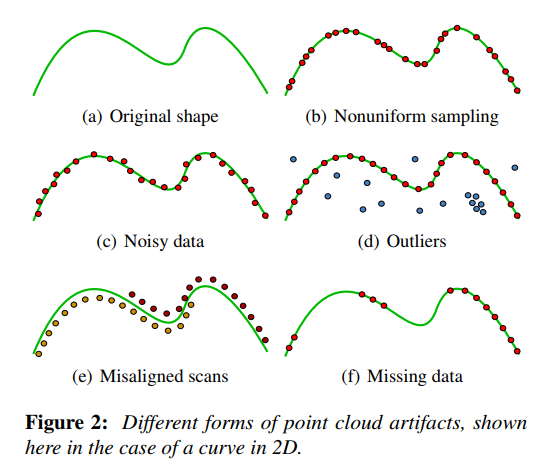 (a) Original shape
(b) Nonuniform sampling
(c) Noisy data
(d) Outliers
(e) Misaligned scans
(f) Missing data
Figure 2: Different forms of point cloud artifacts, shown
here in the case of a curve in 2D.